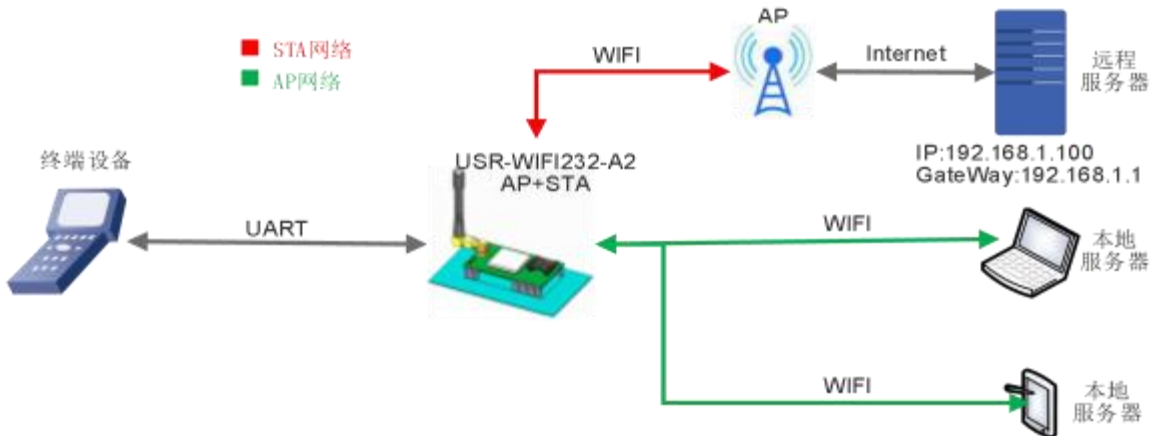 AP
STA网络
AP网络
WIFI
Internet
远程
服务器
IP:192.168.1.100
GateWay:192.168.1.1
终端设备
USR-WIFI232-A2
AP+STA
UART
WIFI
本地
服务器
WIFI
本地
服务器